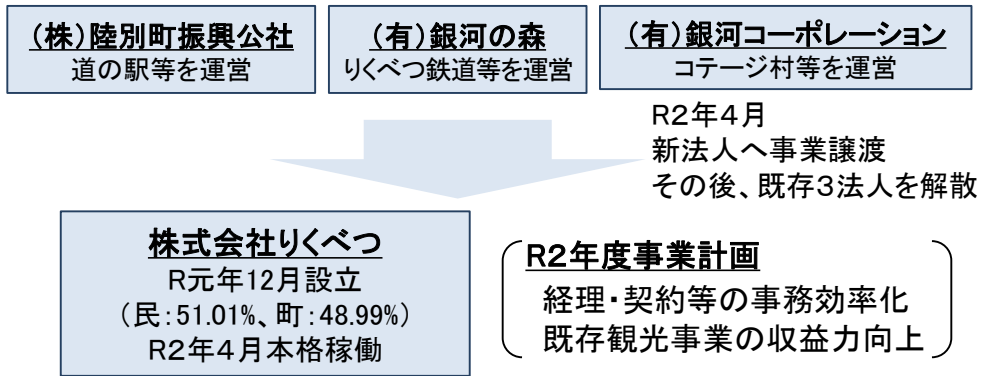 （株）陸別町振興公社
道の駅等を運営
（有）銀河の森
りくべつ鉄道等を運営
（有）銀河コーポレーション
コテージ村等を運営
R2年４月
新法人へ事業譲渡
その後、既存３法人を解散
株式会社りくべつ
R元年12月設立
（民：51.01%、町：48.99%）
R２年４月本格稼働
R２年度事業計画
経理・契約等の事務効率化
既存観光事業の収益力向上